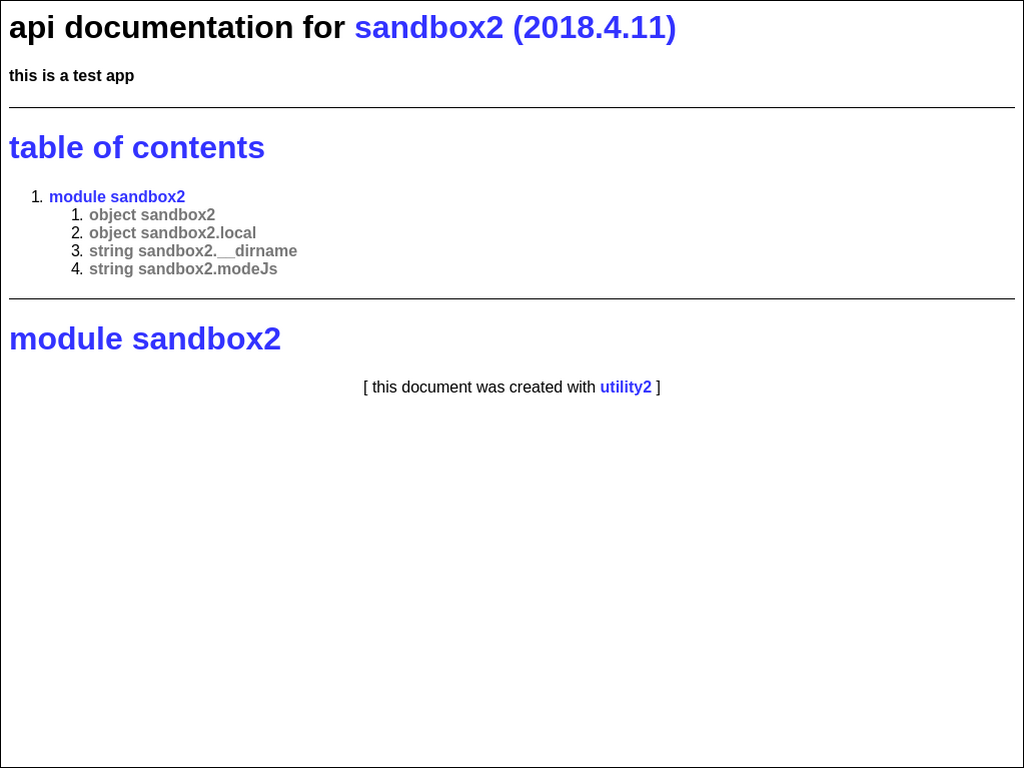 api documentation for sandbox2 (2018.4.11)
this is a test app
table of contents
1. module sandbox2
1. object sandbox2
2. object sandbox2.local
3. string sandbox2.__dirname
4. string sandbox2.modeJs
module sandbox2
[ this document was created with utility2 ]